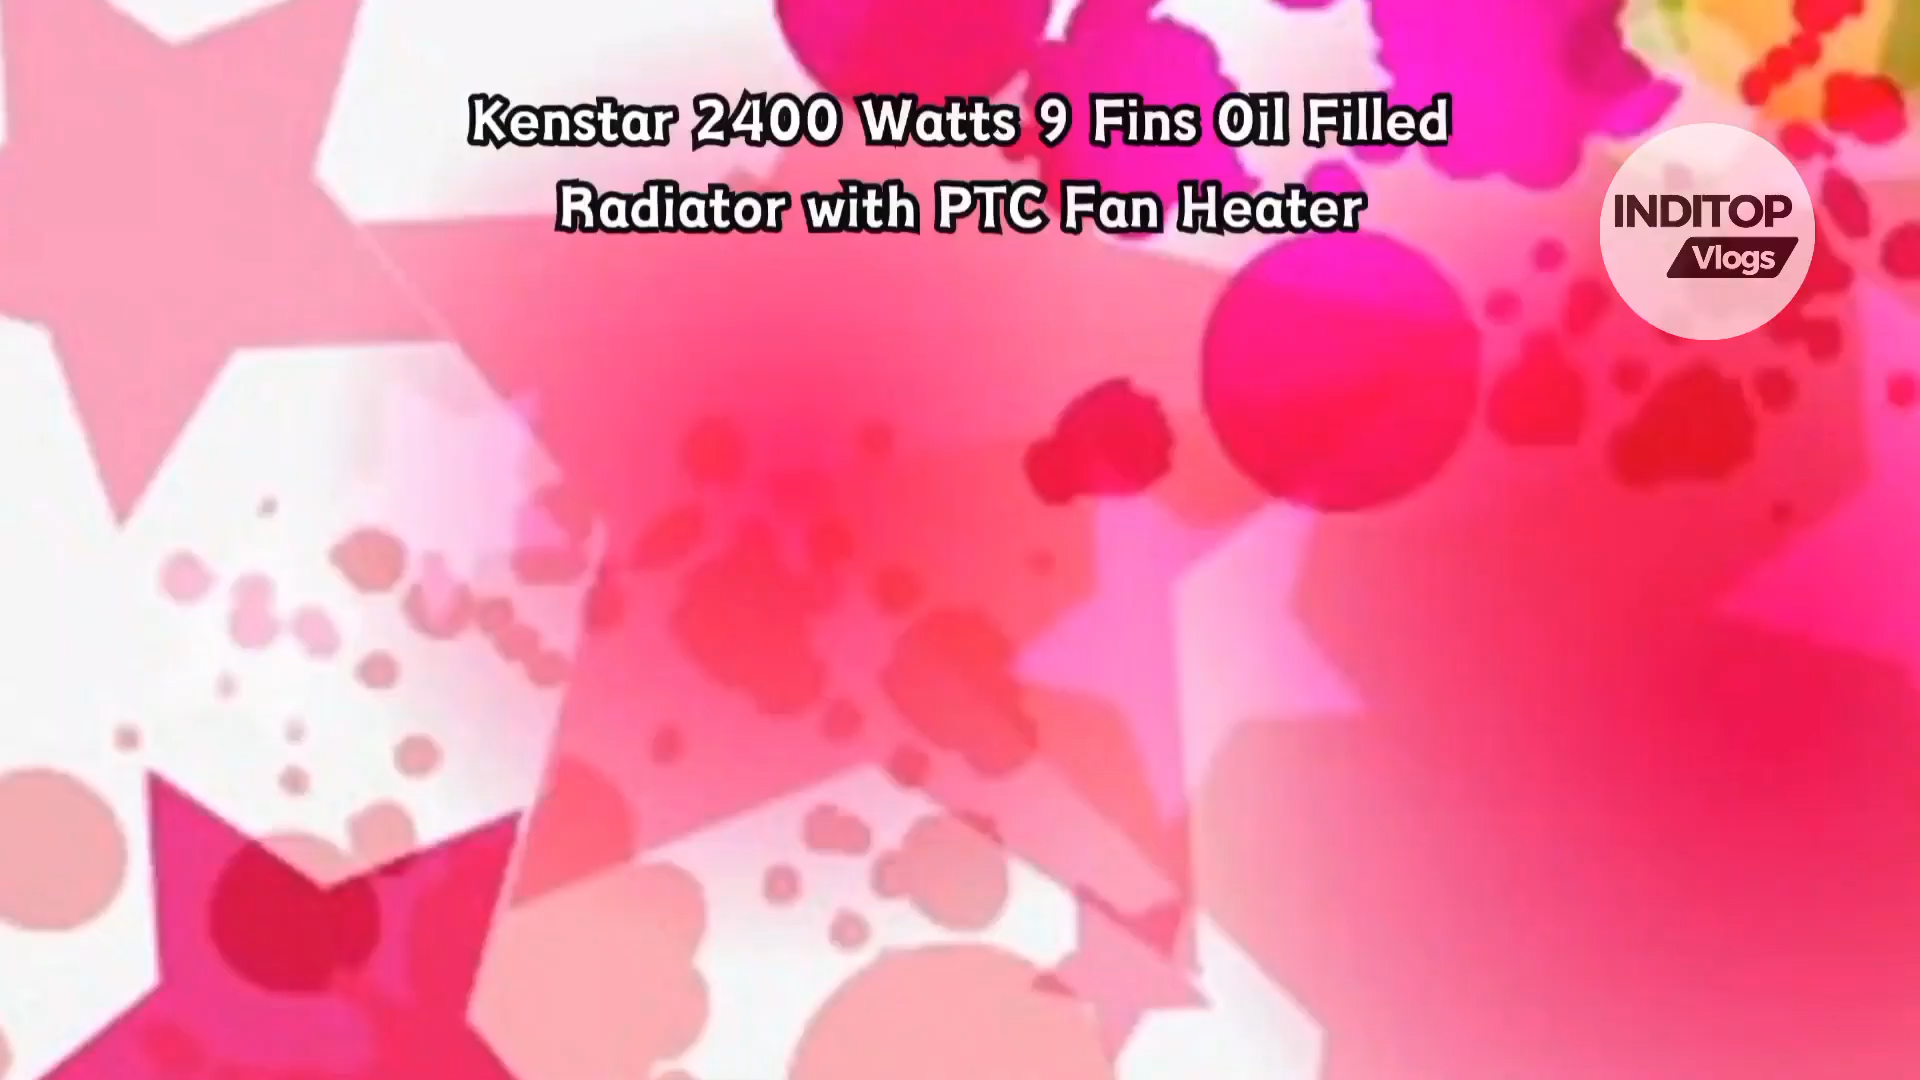 Kenstar 2400 Watts 9 Fins Oil Filled
Radiator with PTC Fan Heater
INDITOP
Vlogs